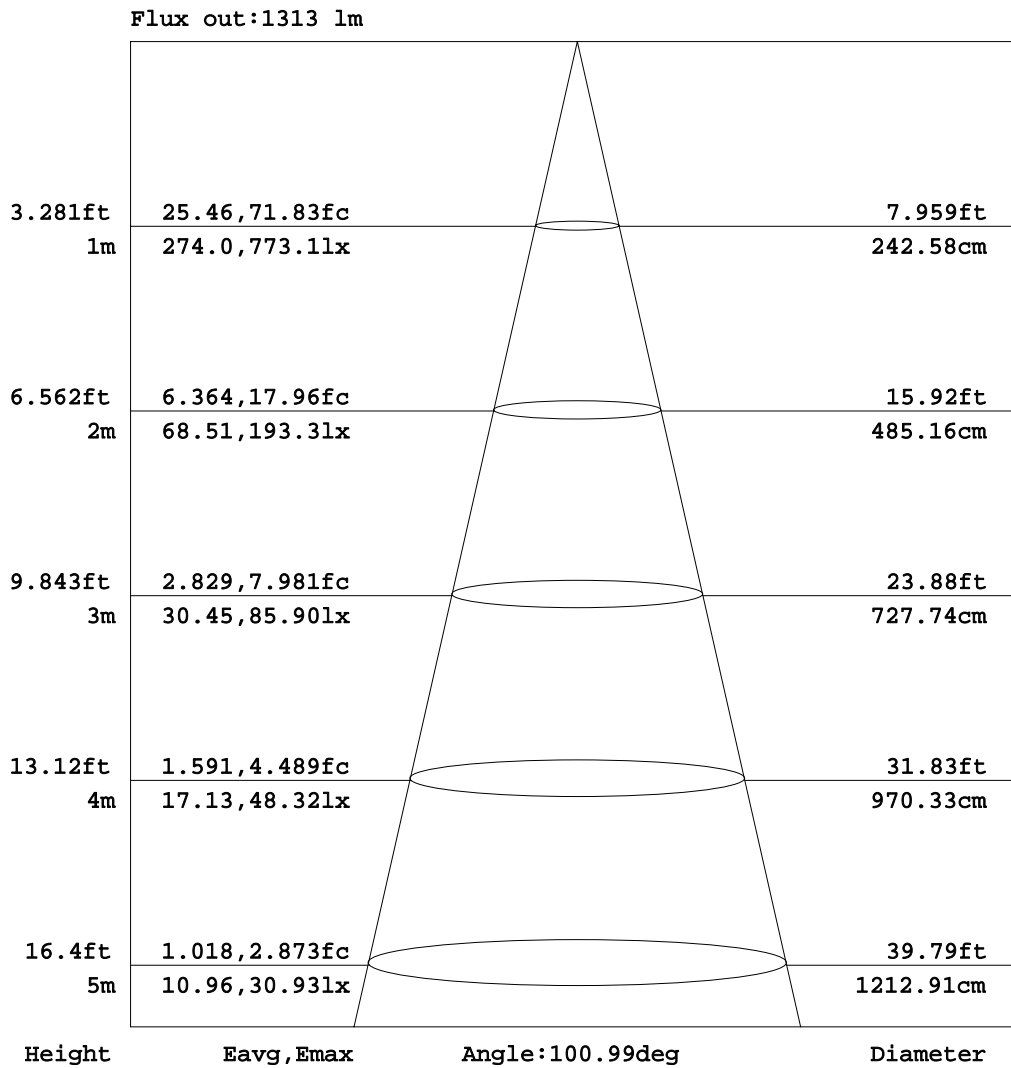 Flux out:1313 lm
3.281ft 25.46,71.83fc 7.959ft
1m 274.0,773.1lx 242.58cm
6.562ft 6.364,17.96fc 15.92ft
2m 68.51,193.3lx 485.16cm
9.843ft 2.829,7.981fc 23.88ft
3m 30.45,85.90lx 727.74cm
13.12ft 1.591,4.489fc 31.83ft
4m 17.13,48.32lx 970.33cm
16.4ft 1.018,2.873fc 39.79ft
5m 10.96,30.93lx 1212.91cm
Height Eavg,Emax Angle:100.99deg Diameter